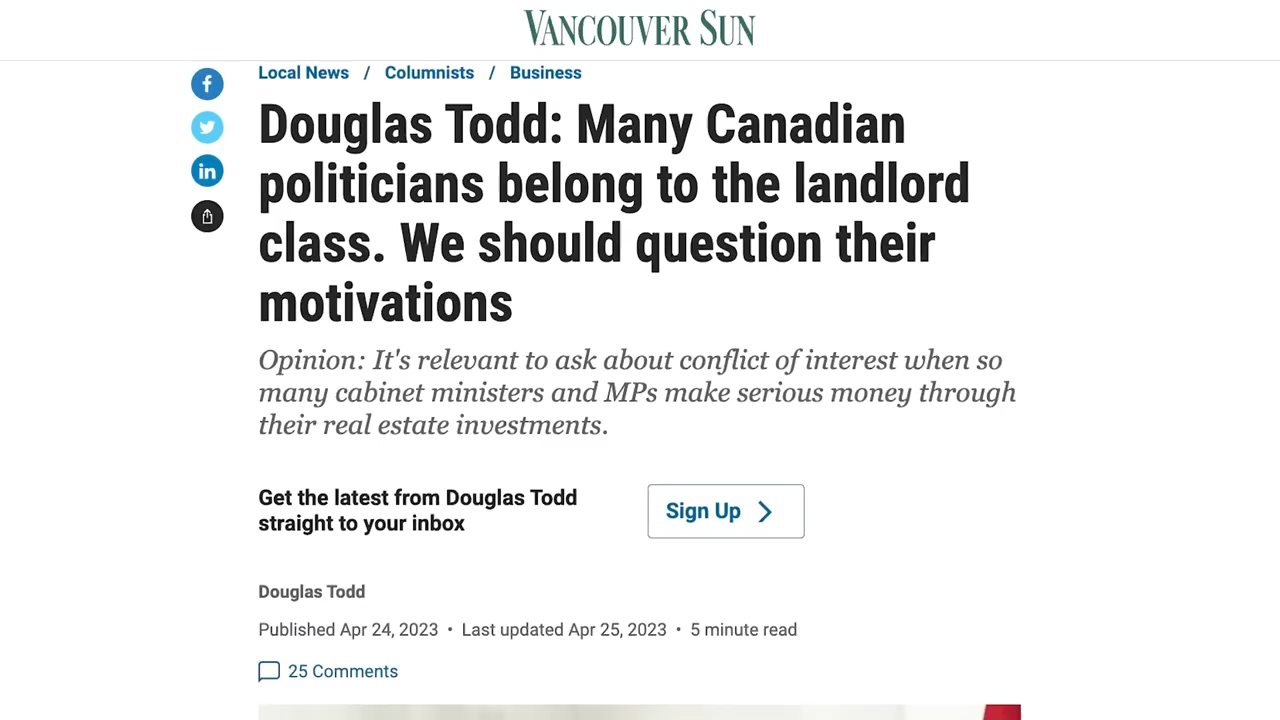 VANCOUVER SUN
Local News / Columnists / Business
Douglas Todd: Many Canadian
politicians belong to the landlord
class. We should question their
motivations
Opinion: It's relevant to ask about conflict of interest when so
many cabinet ministers and MPs make serious money through
their real estate investments.
Get the latest from Douglas Todd
straight to your inbox
Sign Up
Douglas Todd
Published Apr 24, 2023 • Last updated Apr 25, 2023 • 5 minute read
25 Comments